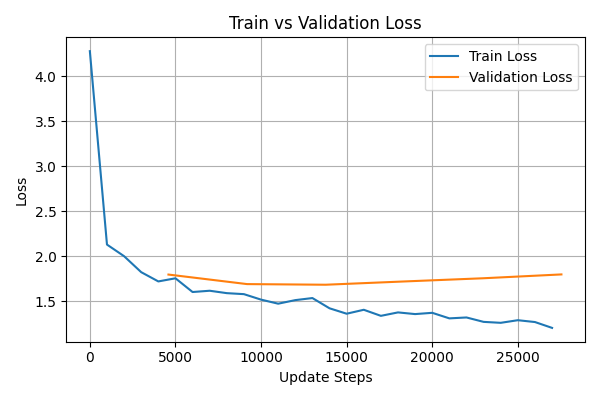 Train vs Validation Loss
Train Loss
Validation Loss
4.0
3.5
3.0
2.5
2.0
1.5
Loss
0 5000 10000 15000 20000 25000
Update Steps